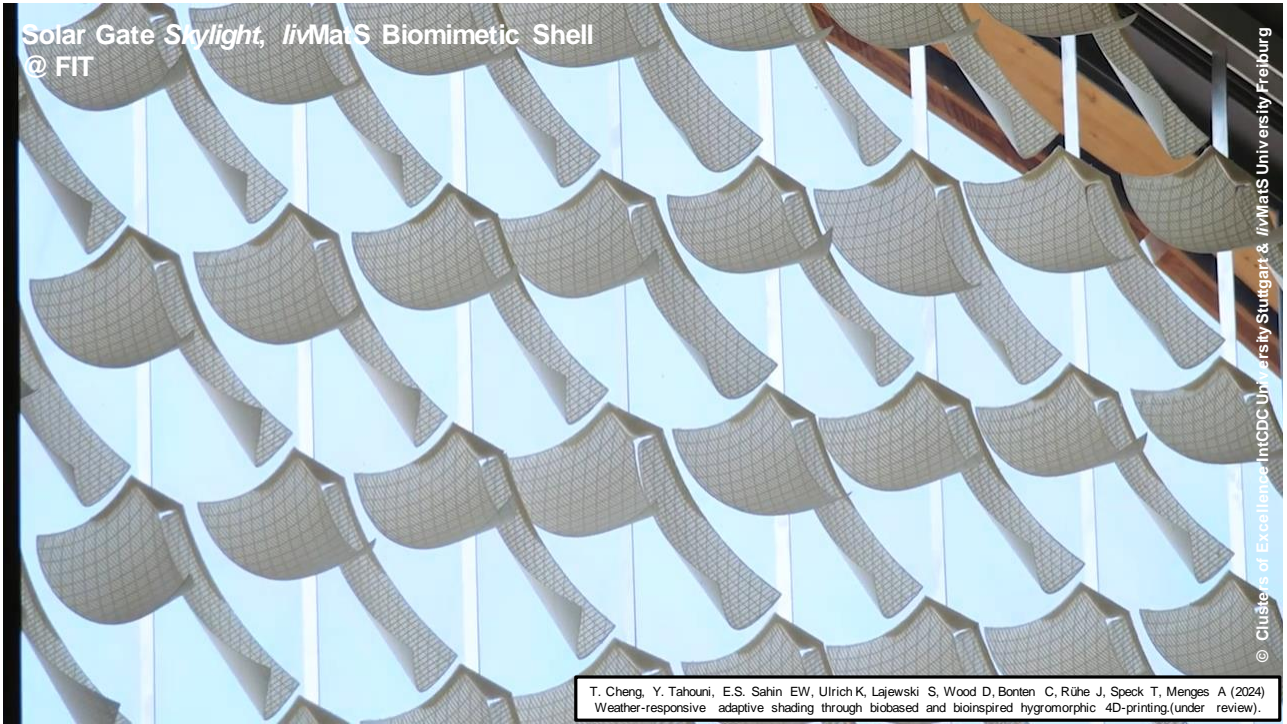 Solar Gate Skylight, livMatS Biomimetic Shell
@ FIT
© Clusters of Excellence IntCDC University Stuttgart & livMatS University Freiburg
T. Cheng, Y. Tahouni, E.S. Sahin EW, Ulrich K, Lajewski S, Wood D, Bonten C, Rühe J, Speck T, Menges A (2024)
Weather-responsive adaptive shading through biobased and bioinspired hygromorphic 4D-printing.(under review).